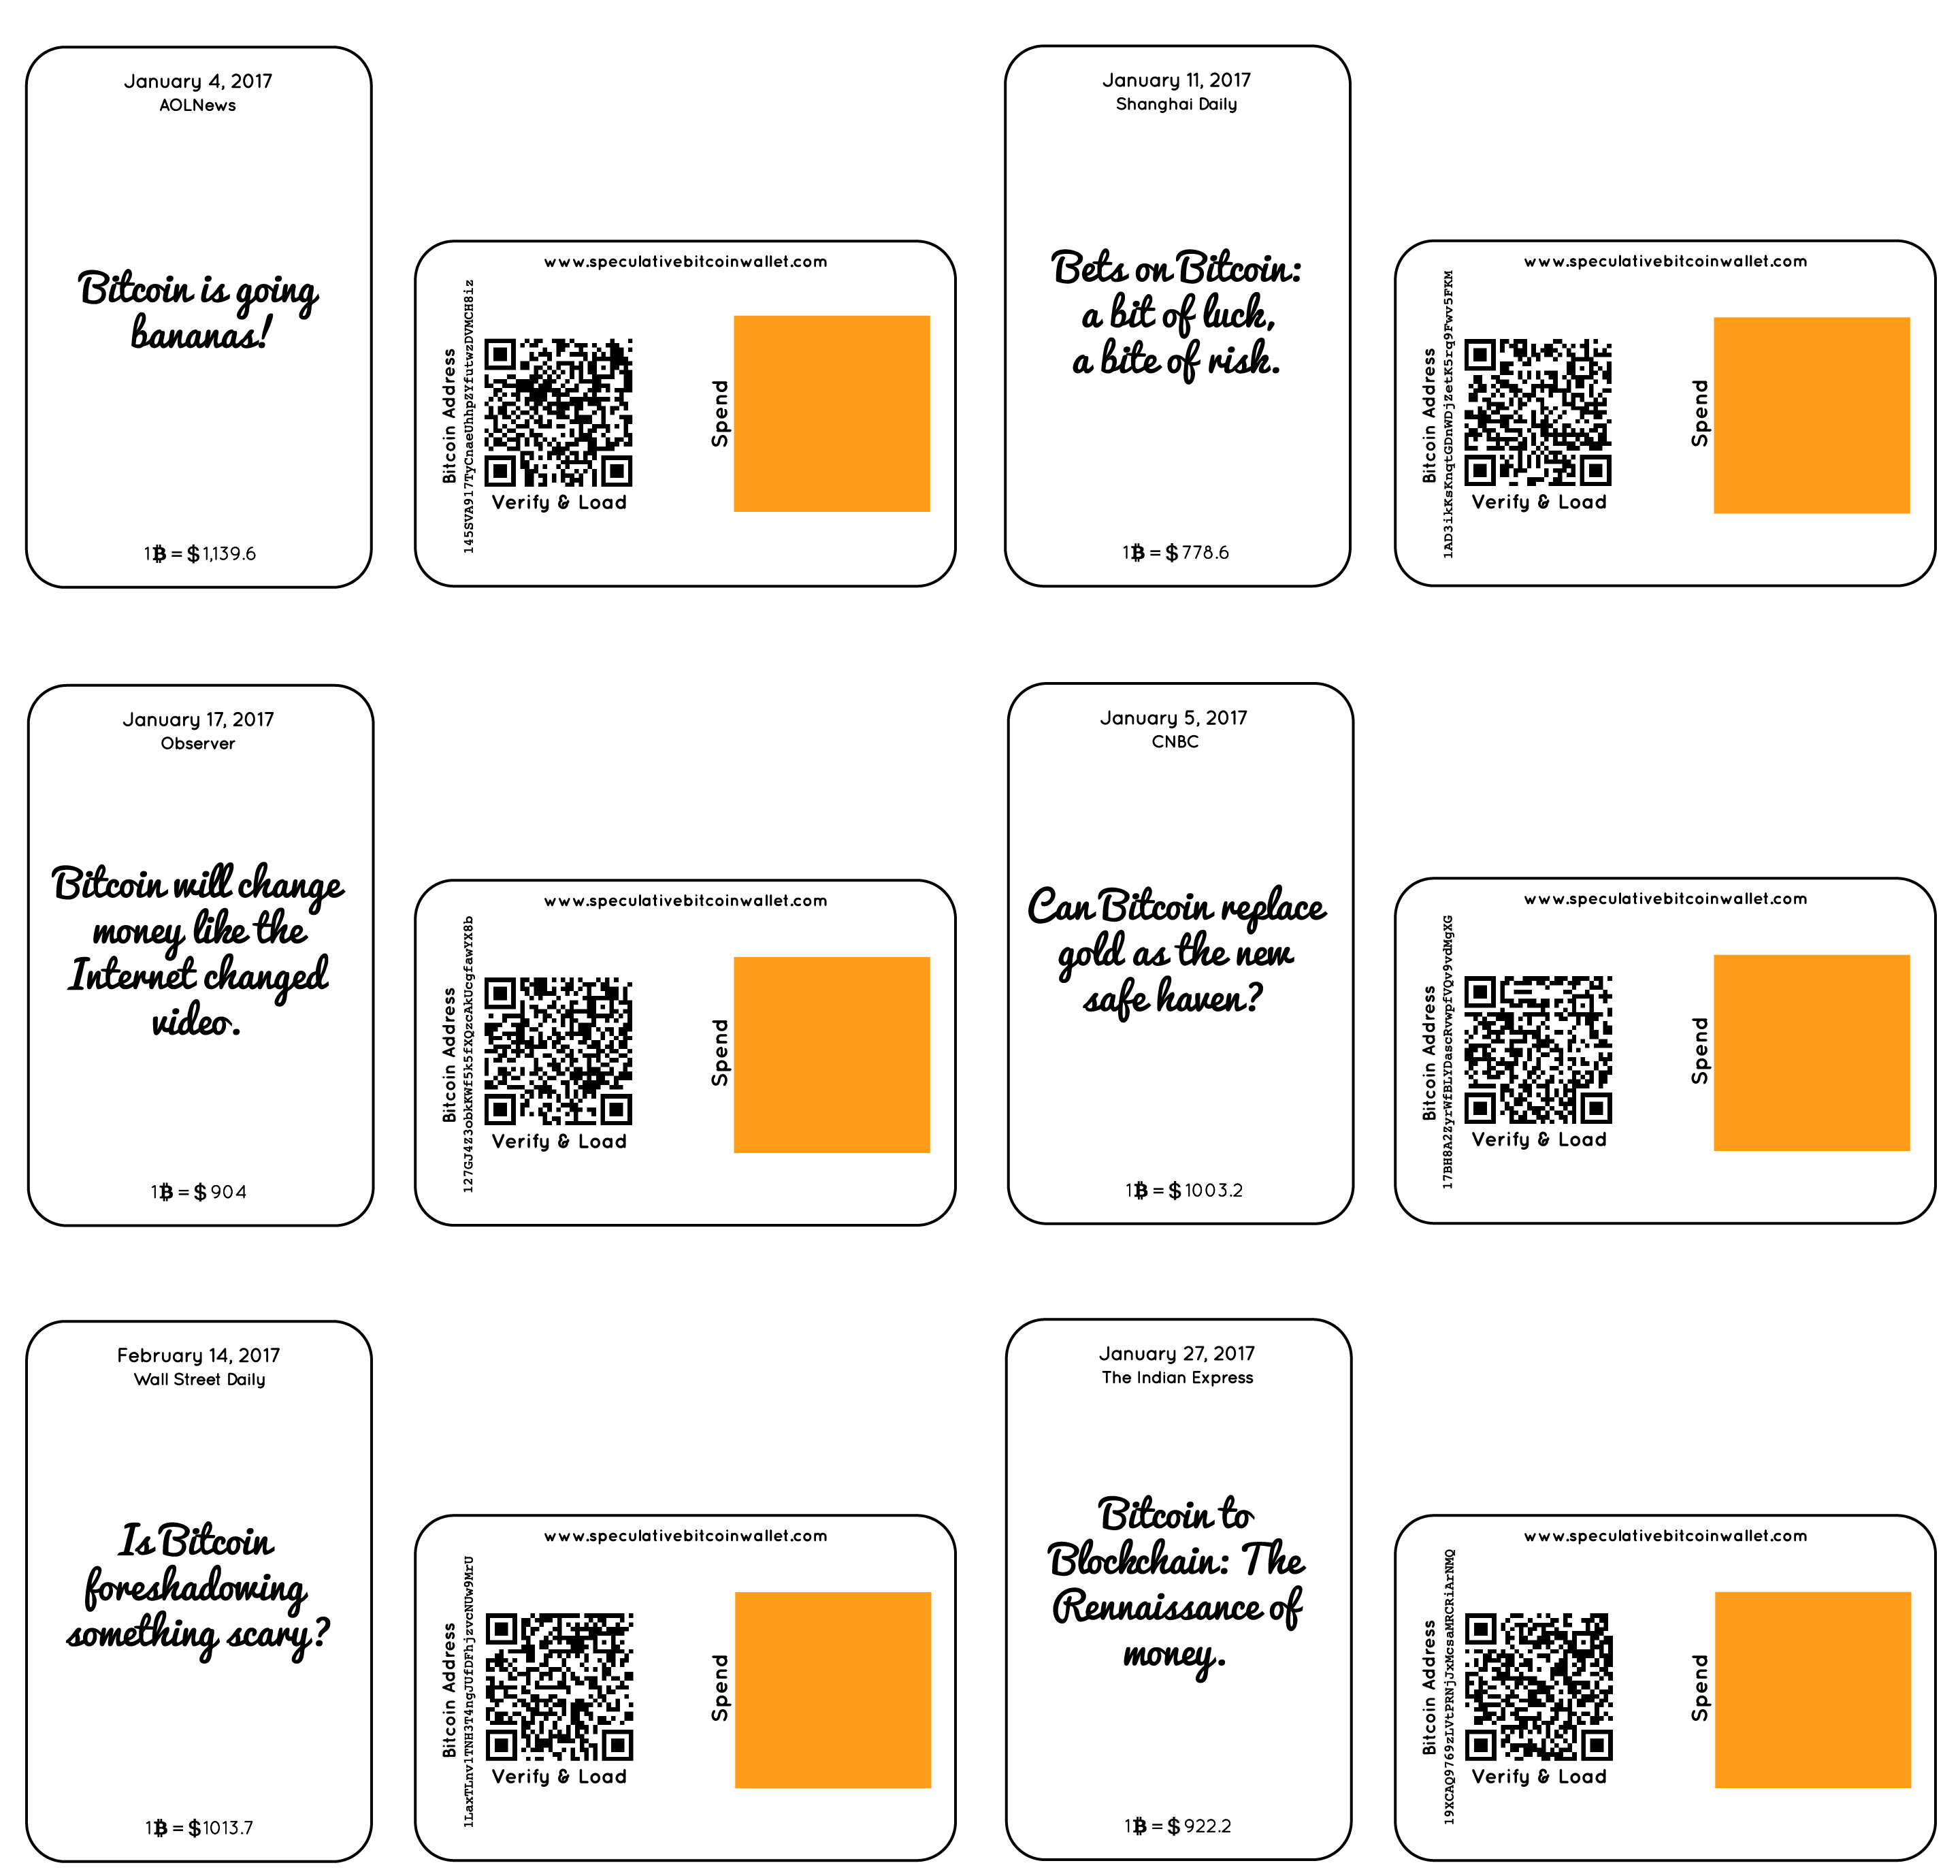 January 4, 2017
AOLNews
Bitcoin is going
bananas!
1₿ = $1,139.6
www.speculativebitcoinwallet.com
Bitcoin Address
145SVA917TyCnaeUhhpZYfutwzDVMCH8iz
Verify & Load
Spend
January 11, 2017
Shanghai Daily
Bets on Bitcoin:
a bit of luck,
a bite of risk.
1₿ = $778.6
www.speculativebitcoinwallet.com
Bitcoin Address
1AD3ikKsKnqtGDnWDjZetK5rq9Fwv5FKM
Verify & Load
Spend
January 17, 2017
Observer
Bitcoin will change
money like the
Internet changed
video.
1₿ = $904
www.speculativebitcoinwallet.com
Bitcoin Address
127GJ4Z3obkKWf5k5fXQzcAkUcgfawYX8b
Verify & Load
Spend
January 5, 2017
CNBC
Can Bitcoin replace
gold as the new
safe haven?
1₿ = $1003.2
www.speculativebitcoinwallet.com
Bitcoin Address
17BH8A2ZyrWfBLYDascRvwpfVQv9vdMgXG
Verify & Load
Spend
February 14, 2017
Wall Street Daily
Is Bitcoin
foreshadowing
something scary?
1₿ = $1013.7
www.speculativebitcoinwallet.com
Bitcoin Address
1LaxTLnv1TNH3T4ngJUfDFhjzvcNUw9MrU
Verify & Load
Spend
January 27, 2017
The Indian Express
Bitcoin to
Blockchain: The
Rennaissance of
money.
1₿ = $922.2
www.speculativebitcoinwallet.com
Bitcoin Address
19XCAQ9769zLVtPRNjJxMcsaMRCRiArNMQ
Verify & Load
Spend